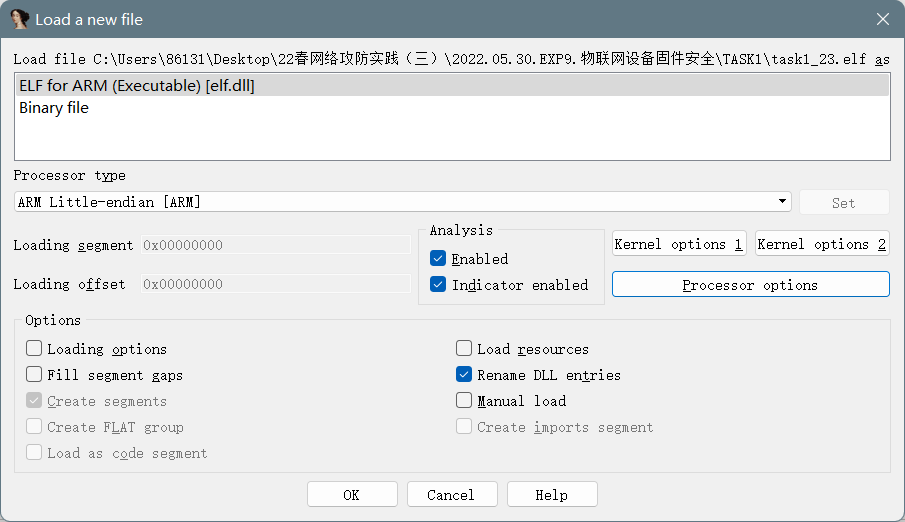 Load a new file
Load file C:\Users\86131\Desktop\22春网络攻防实践（三）\2022.05.30.EXP9.物联网设备固件安全\TASK1\task1_23.elf as
ELF for ARM (Executable) [elf.dll]
Binary file
Processor type
ARM Little-endian [ARM]
Set
Loading segment 0x00000000
Loading offset 0x00000000
Analysis
Enabled
Indicator enabled
Kernel options 1
Kernel options 2
Processor options
Options
Loading options
Fill segment gaps
Create segments
Create FLAT group
Load as code segment
Load resources
Rename DLL entries
Manual load
Create imports segment
OK
Cancel
Help